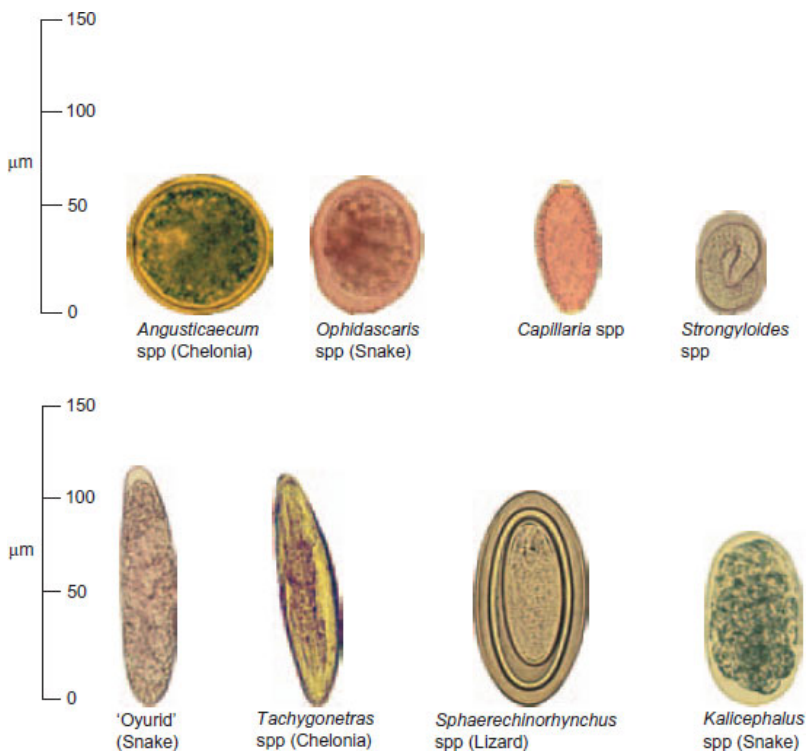 150
100
μm
50
0
Angusticaecum
spp (Chelonia)
Ophidascaris
spp (Snake)
Capillaria spp
Strongyloides
spp
150
100
μm
50
0
‘Oyurid’
(Snake)
Tachygonetras
spp (Chelonia)
Sphaerechinorhynchus
spp (Lizard)
Kalicephalus
spp (Snake)